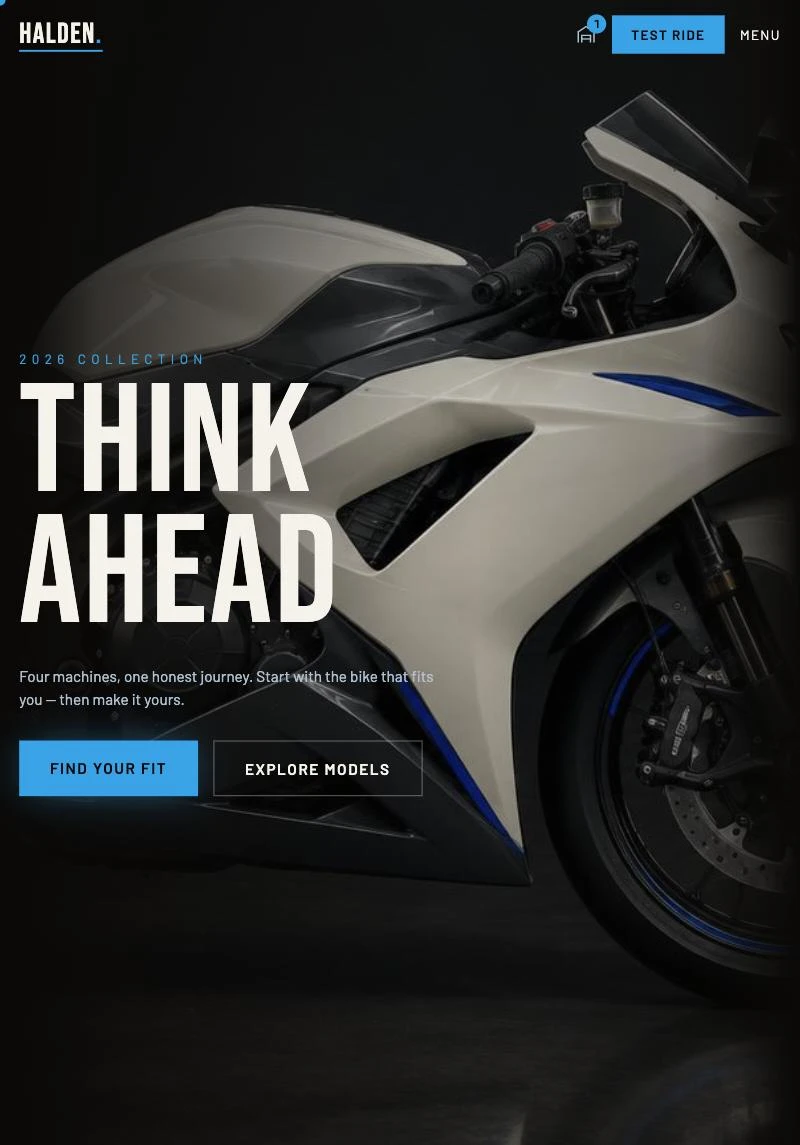 HALDEN.
1
TEST RIDE
MENU
2026 COLLECTION
THINK
AHEAD
Four machines, one honest journey. Start with the bike that fits
you — then make it yours.
FIND YOUR FIT
EXPLORE MODELS